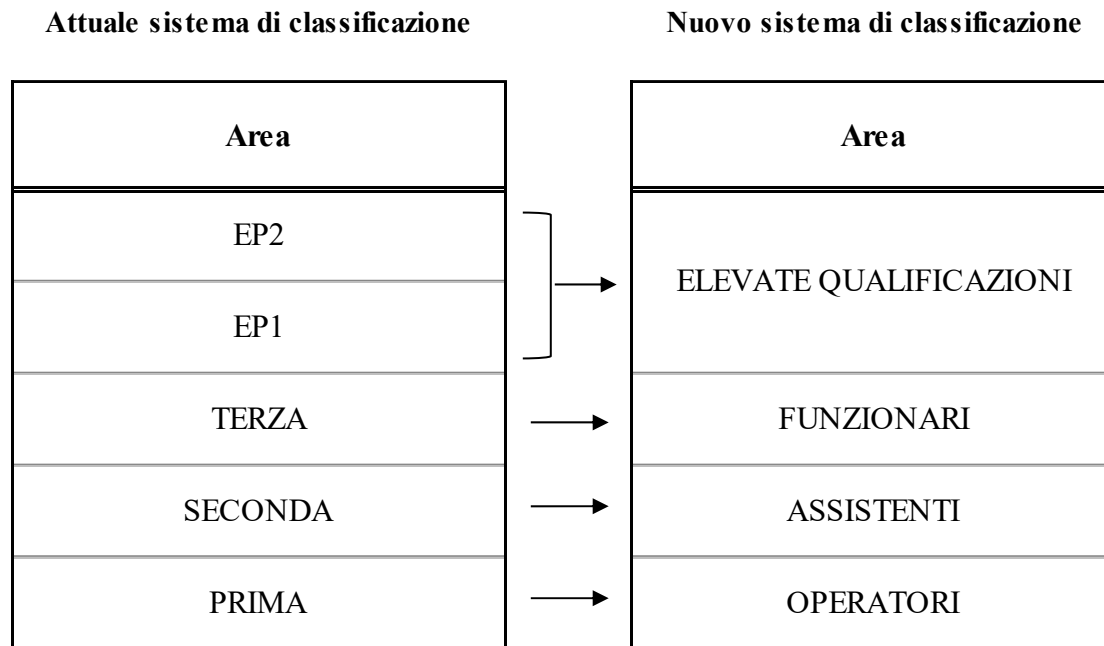 Attuale sistema di classificazione
Nuovo sistema di classificazione
Area
Area
EP2
EP1
ELEVATE QUALIFICAZIONI
TERZA
FUNZIONARI
SECONDA
ASSISTENTI
PRIMA
OPERATORI